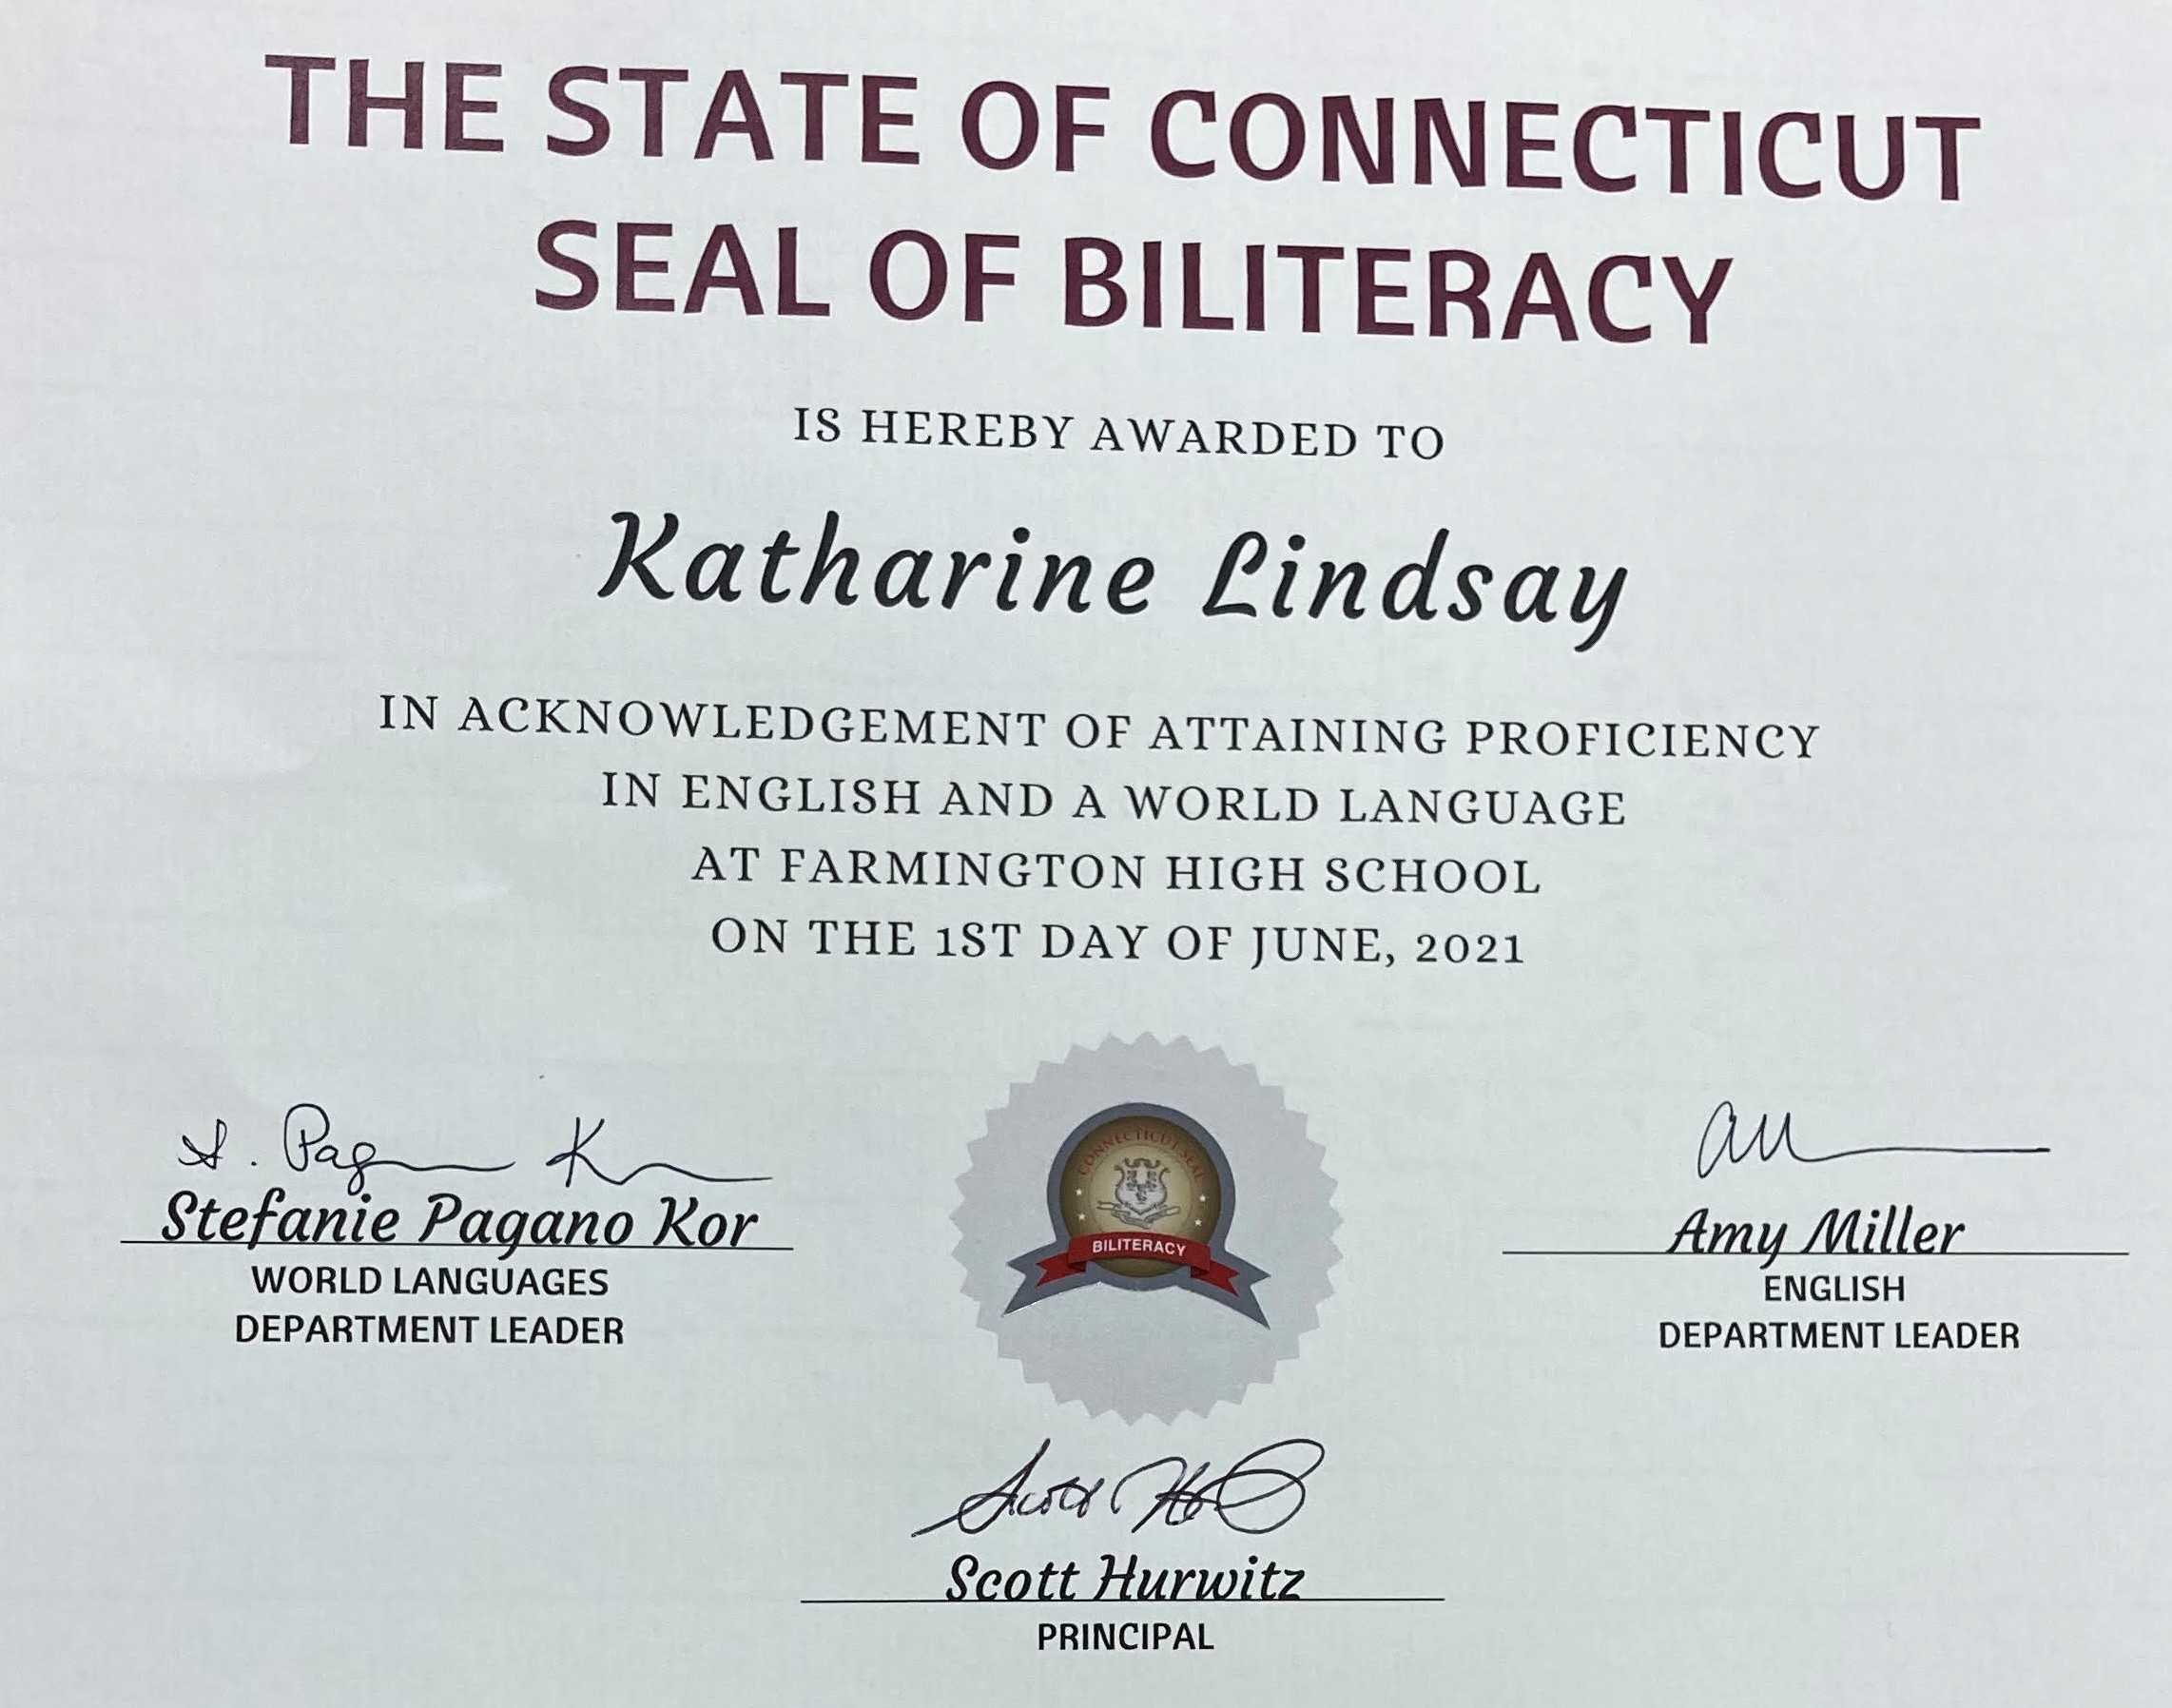 THE STATE OF CONNECTICUT
SEAL OF BILITERACY
IS HEREBY AWARDED TO
Katharine Lindsay
IN ACKNOWLEDGEMENT OF ATTAINING PROFICIENCY
IN ENGLISH AND A WORLD LANGUAGE
AT FARMINGTON HIGH SCHOOL
ON THE 1ST DAY OF JUNE, 2021
CONNECTICUT SEAL
BILITERACY
S. Pagano K
Stefanie Pagano Kor
WORLD LANGUAGES
DEPARTMENT LEADER
Amy Miller
ENGLISH
DEPARTMENT LEADER
Scott
Scott Hurwitz
PRINCIPAL